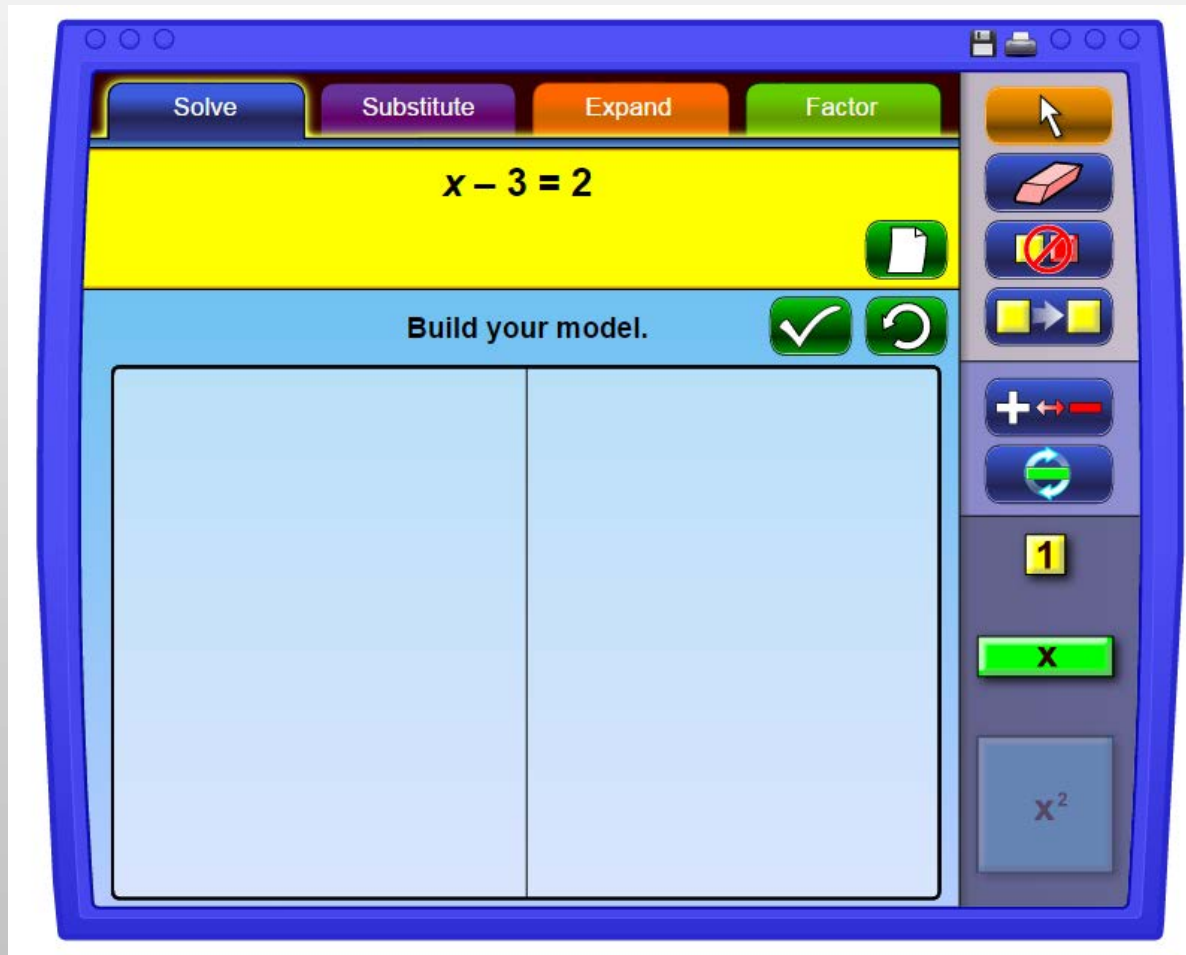 Solve Substitute Expand Factor
x – 3 = 2
Build your model.
1
x
x²